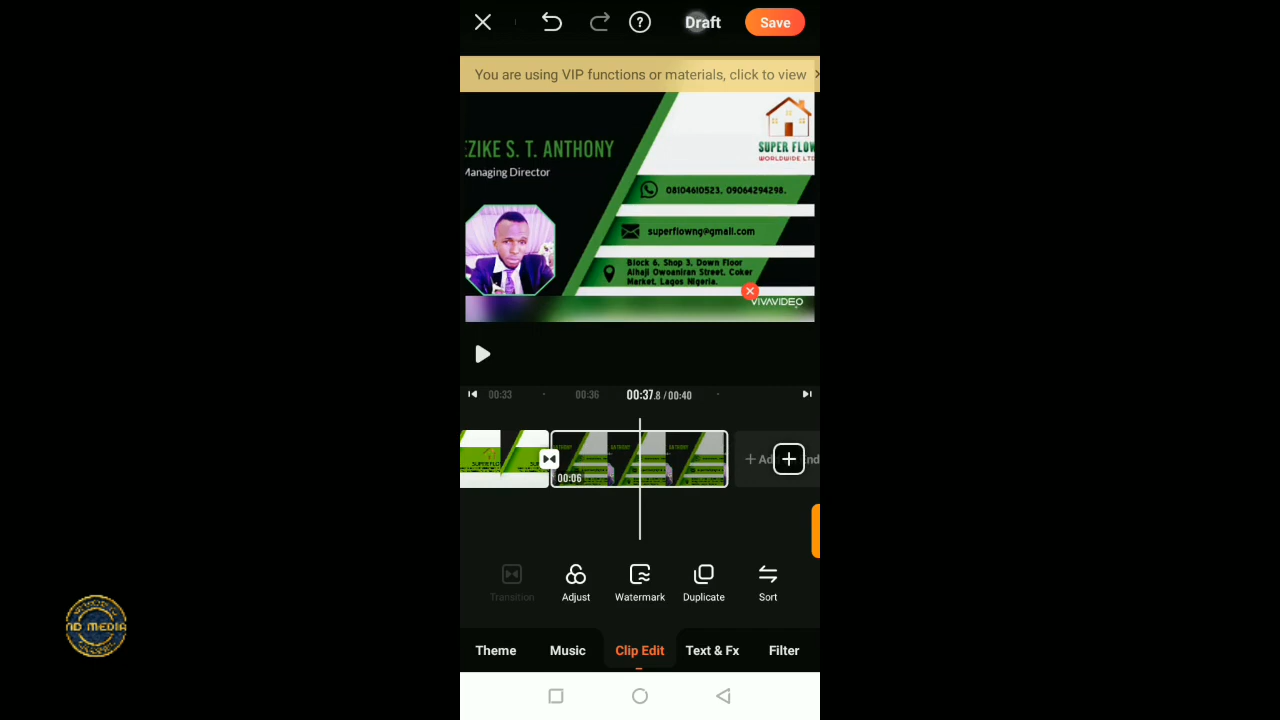 Draft
Save
You are using VIP functions or materials, click to view
EZIKE S. T. ANTHONY
Managing Director
SUPER FLOW
WORLDWIDE LTD
08104610523, 09064294298.
superflowng@gmail.com
Block 6, Shop 3, Down Floor
Alhaji Owoaniran Street, Coker
Market, Lagos Nigeria.
VIVAVIDEO
00:33
00:36
00:37.8 / 00:40
00:06
Transition
Adjust
Watermark
Duplicate
Sort
Theme
Music
Clip Edit
Text & Fx
Filter
ND MEDIA